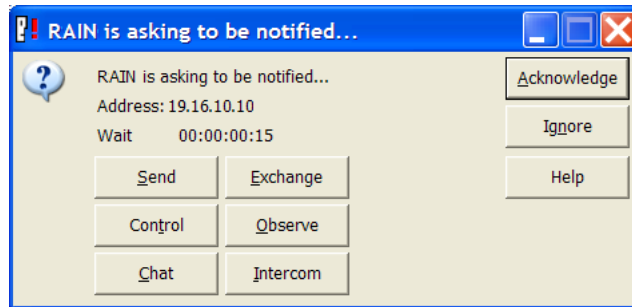 RAIN is asking to be notified...
RAIN is asking to be notified...
Address: 19.16.10.10
Wait 00:00:00:15
Send Exchange
Control Observe
Chat Intercom
Acknowledge
Ignore
Help